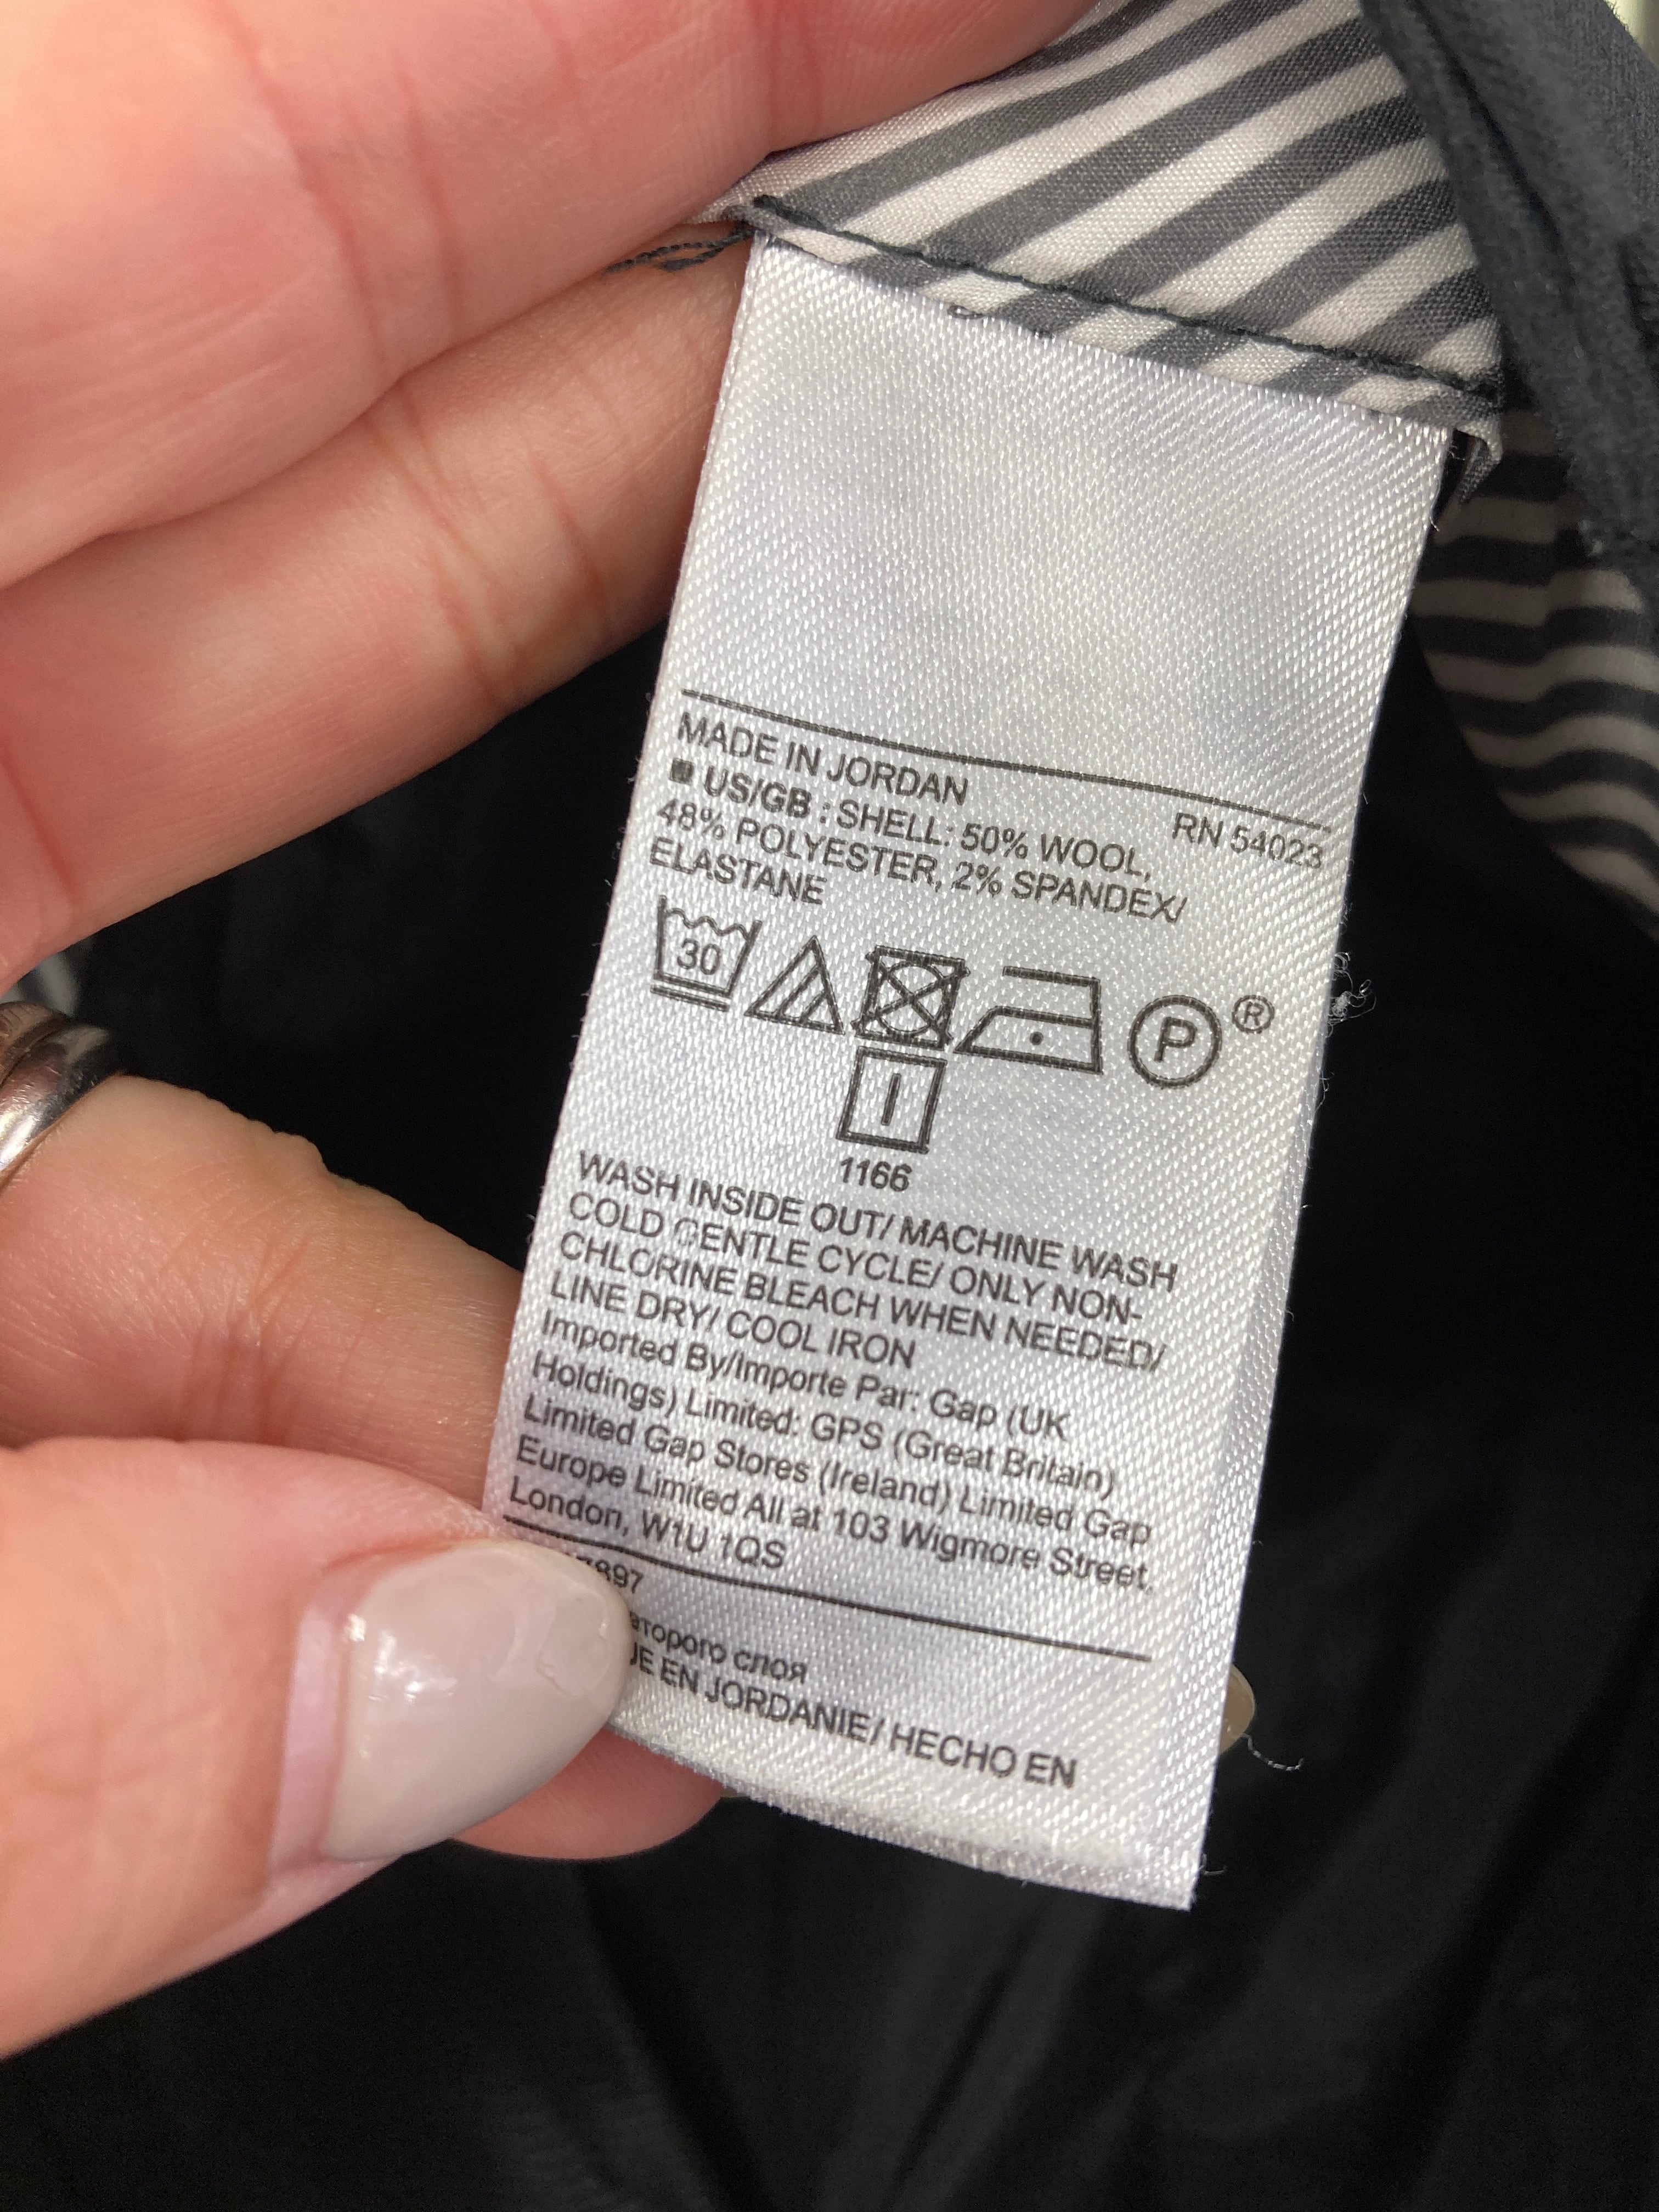 MADE IN JORDAN
RN 54023
US/GB : SHELL: 50% WOOL,
48% POLYESTER, 2% SPANDEX/
ELASTANE
30
P ®
1166
WASH INSIDE OUT/ MACHINE WASH
COLD GENTLE CYCLE/ ONLY NON-
CHLORINE BLEACH WHEN NEEDED/
LINE DRY/ COOL IRON
Imported By/Importe Par: Gap (UK
Holdings) Limited: GPS (Great Britain)
Limited Gap Stores (Ireland) Limited Gap
Europe Limited All at 103 Wigmore Street,
London, W1U 1QS
897
слоя
EN JORDANIE/ HECHO EN